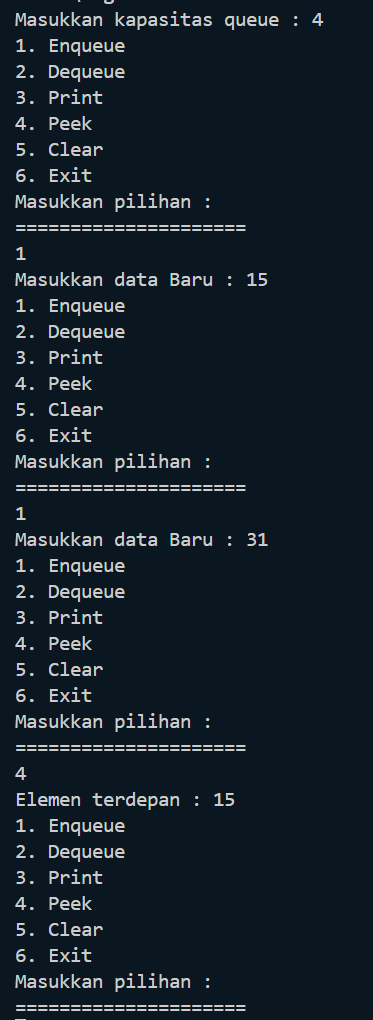 Masukkan kapasitas queue : 4
1. Enqueue
2. Dequeue
3. Print
4. Peek
5. Clear
6. Exit
Masukkan pilihan :
=====================
1
Masukkan data Baru : 15
1. Enqueue
2. Dequeue
3. Print
4. Peek
5. Clear
6. Exit
Masukkan pilihan :
=====================
1
Masukkan data Baru : 31
1. Enqueue
2. Dequeue
3. Print
4. Peek
5. Clear
6. Exit
Masukkan pilihan :
=====================
4
Elemen terdepan : 15
1. Enqueue
2. Dequeue
3. Print
4. Peek
5. Clear
6. Exit
Masukkan pilihan :
=====================